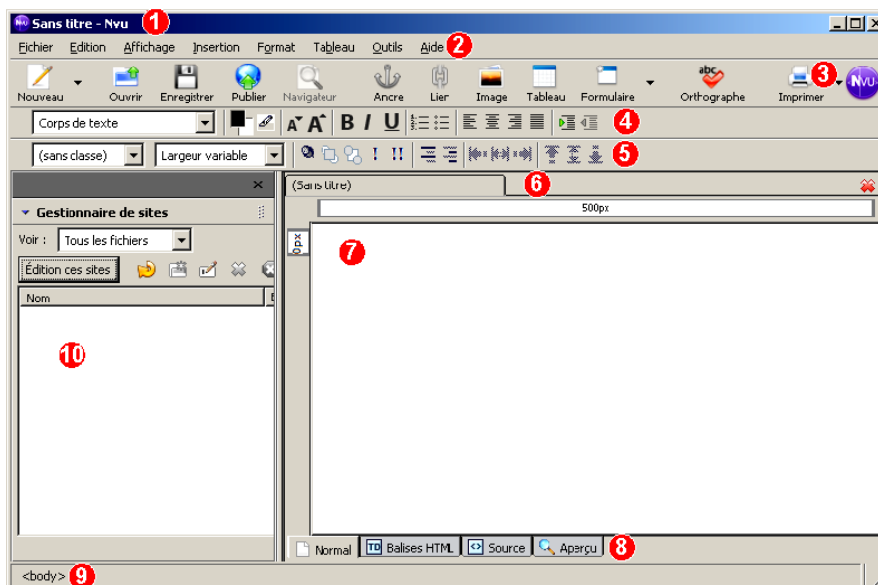 Sans titre - Nvu 1
Fichier Edition Affichage Insertion Format Tableau Outils Aide 2
Nouveau Ouvrir Enregistrer Publier Navigateur Ancre Lien Image Tableau Formulaire Orthographe Imprimer 3
Corps de texte B I U 4
(sans classe) Largeur variable ! !! 5
(Sans titre) 6
Gestionnaire de sites
500px
Voir : Tous les fichiers
0px
7
Édition ces sites
Nom
10
Normal Balises HTML Source Aperçu 8
<body> 9